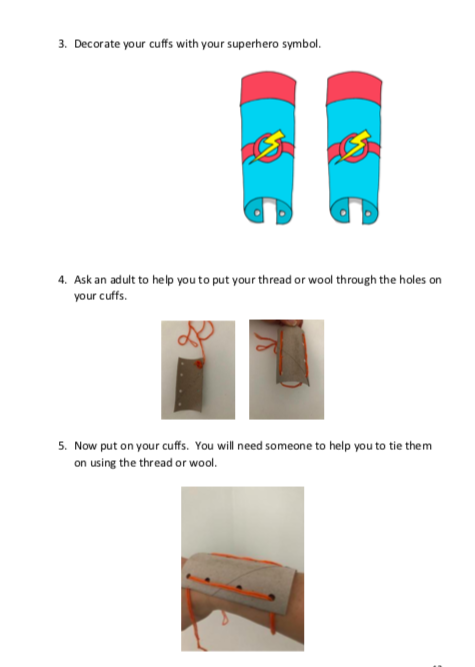 3. Decorate your cuffs with your superhero symbol.
4. Ask an adult to help you to put your thread or wool through the holes on
your cuffs.
5. Now put on your cuffs. You will need someone to help you to tie them
on using the thread or wool.